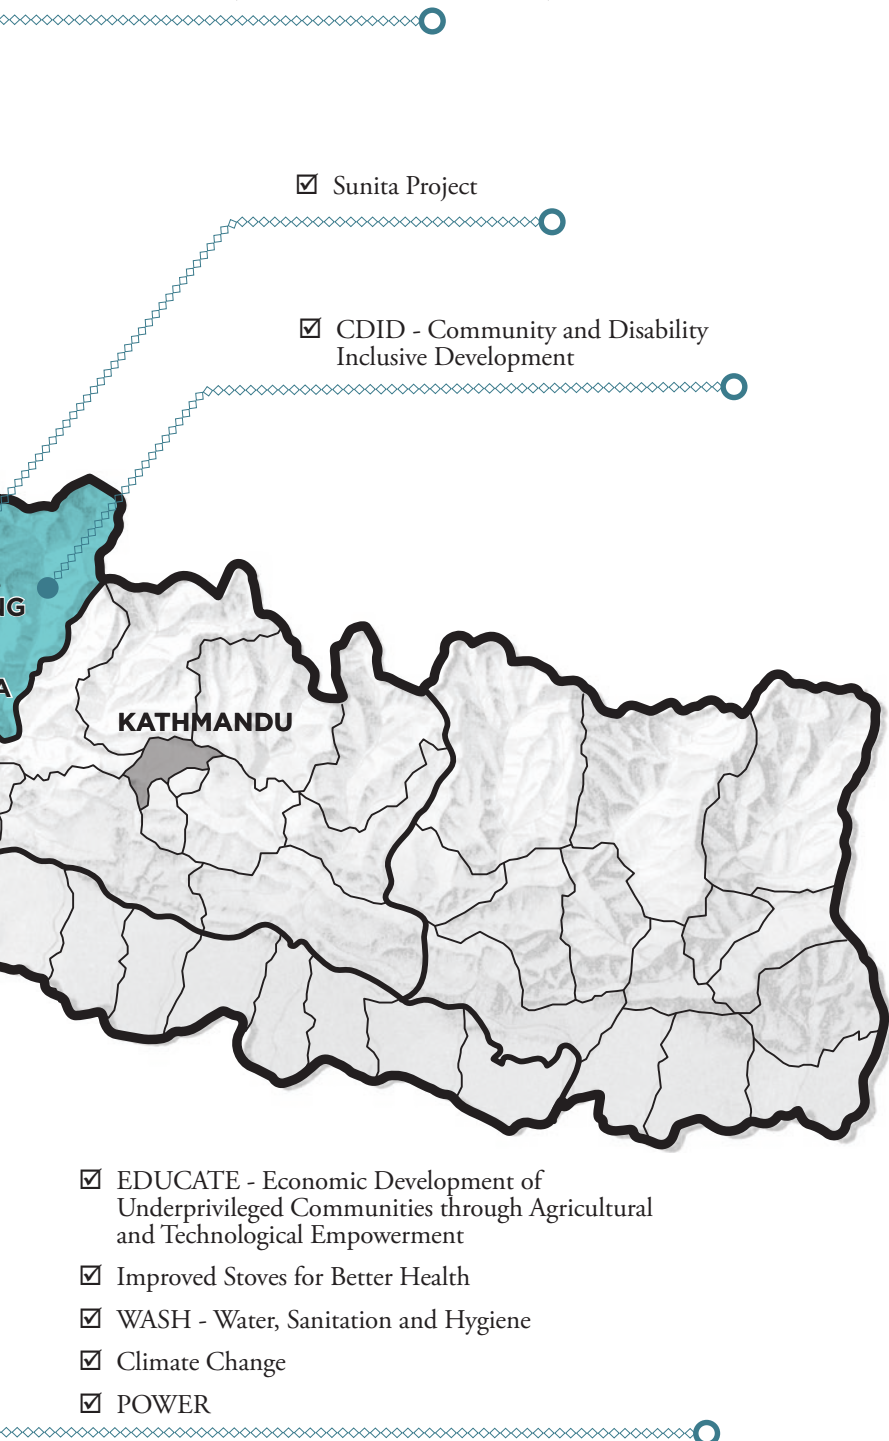 ☑ Sunita Project
☑ CDID - Community and Disability
Inclusive Development
KATHMANDU
☑ EDUCATE - Economic Development of
Underprivileged Communities through Agricultural
and Technological Empowerment
☑ Improved Stoves for Better Health
☑ WASH - Water, Sanitation and Hygiene
☑ Climate Change
☑ POWER